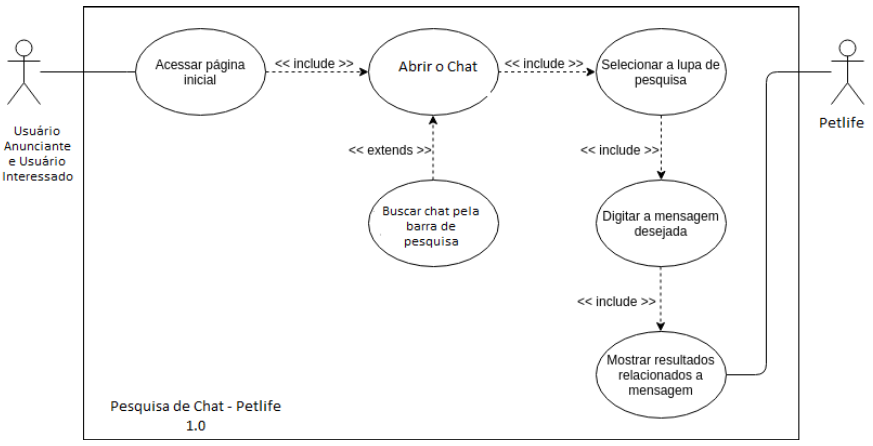 Usuário
Anunciante
e Usuário
Interessado
Acessar página
inicial
<< include >>
Abrir o Chat
<< include >>
Selecionar a lupa de
pesquisa
Petlife
<< extends >>
<< include >>
Buscar chat pela
barra de
pesquisa
Digitar a mensagem
desejada
<< include >>
Mostrar resultados
relacionados a
mensagem
Pesquisa de Chat - Petlife
1.0